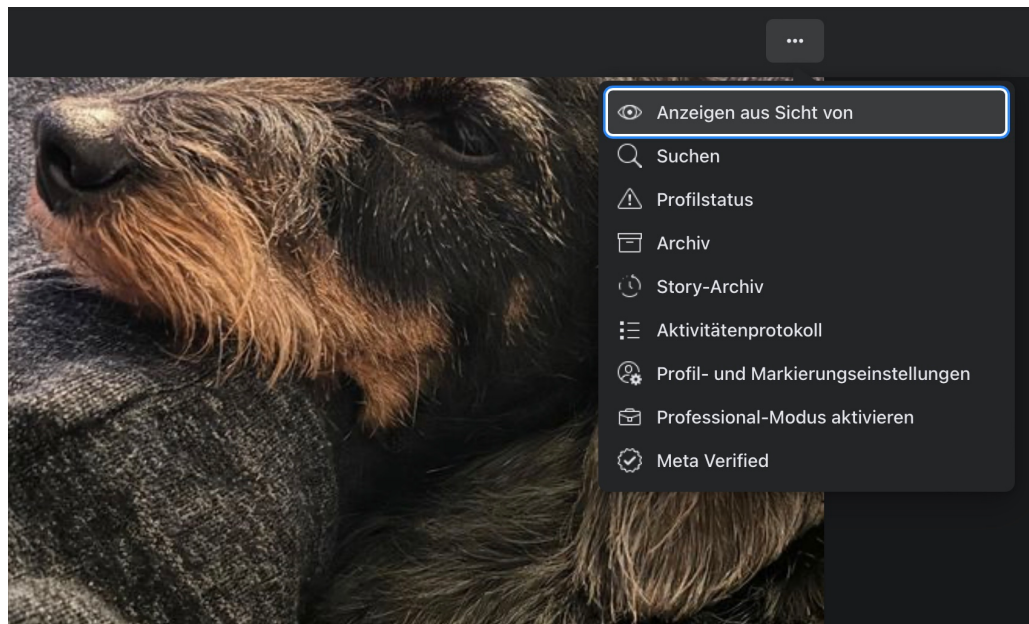 Anzeigen aus Sicht von
Suchen
Profilstatus
Archiv
Story-Archiv
Aktivitätenprotokoll
Profil- und Markierungseinstellungen
Professional-Modus aktivieren
Meta Verified